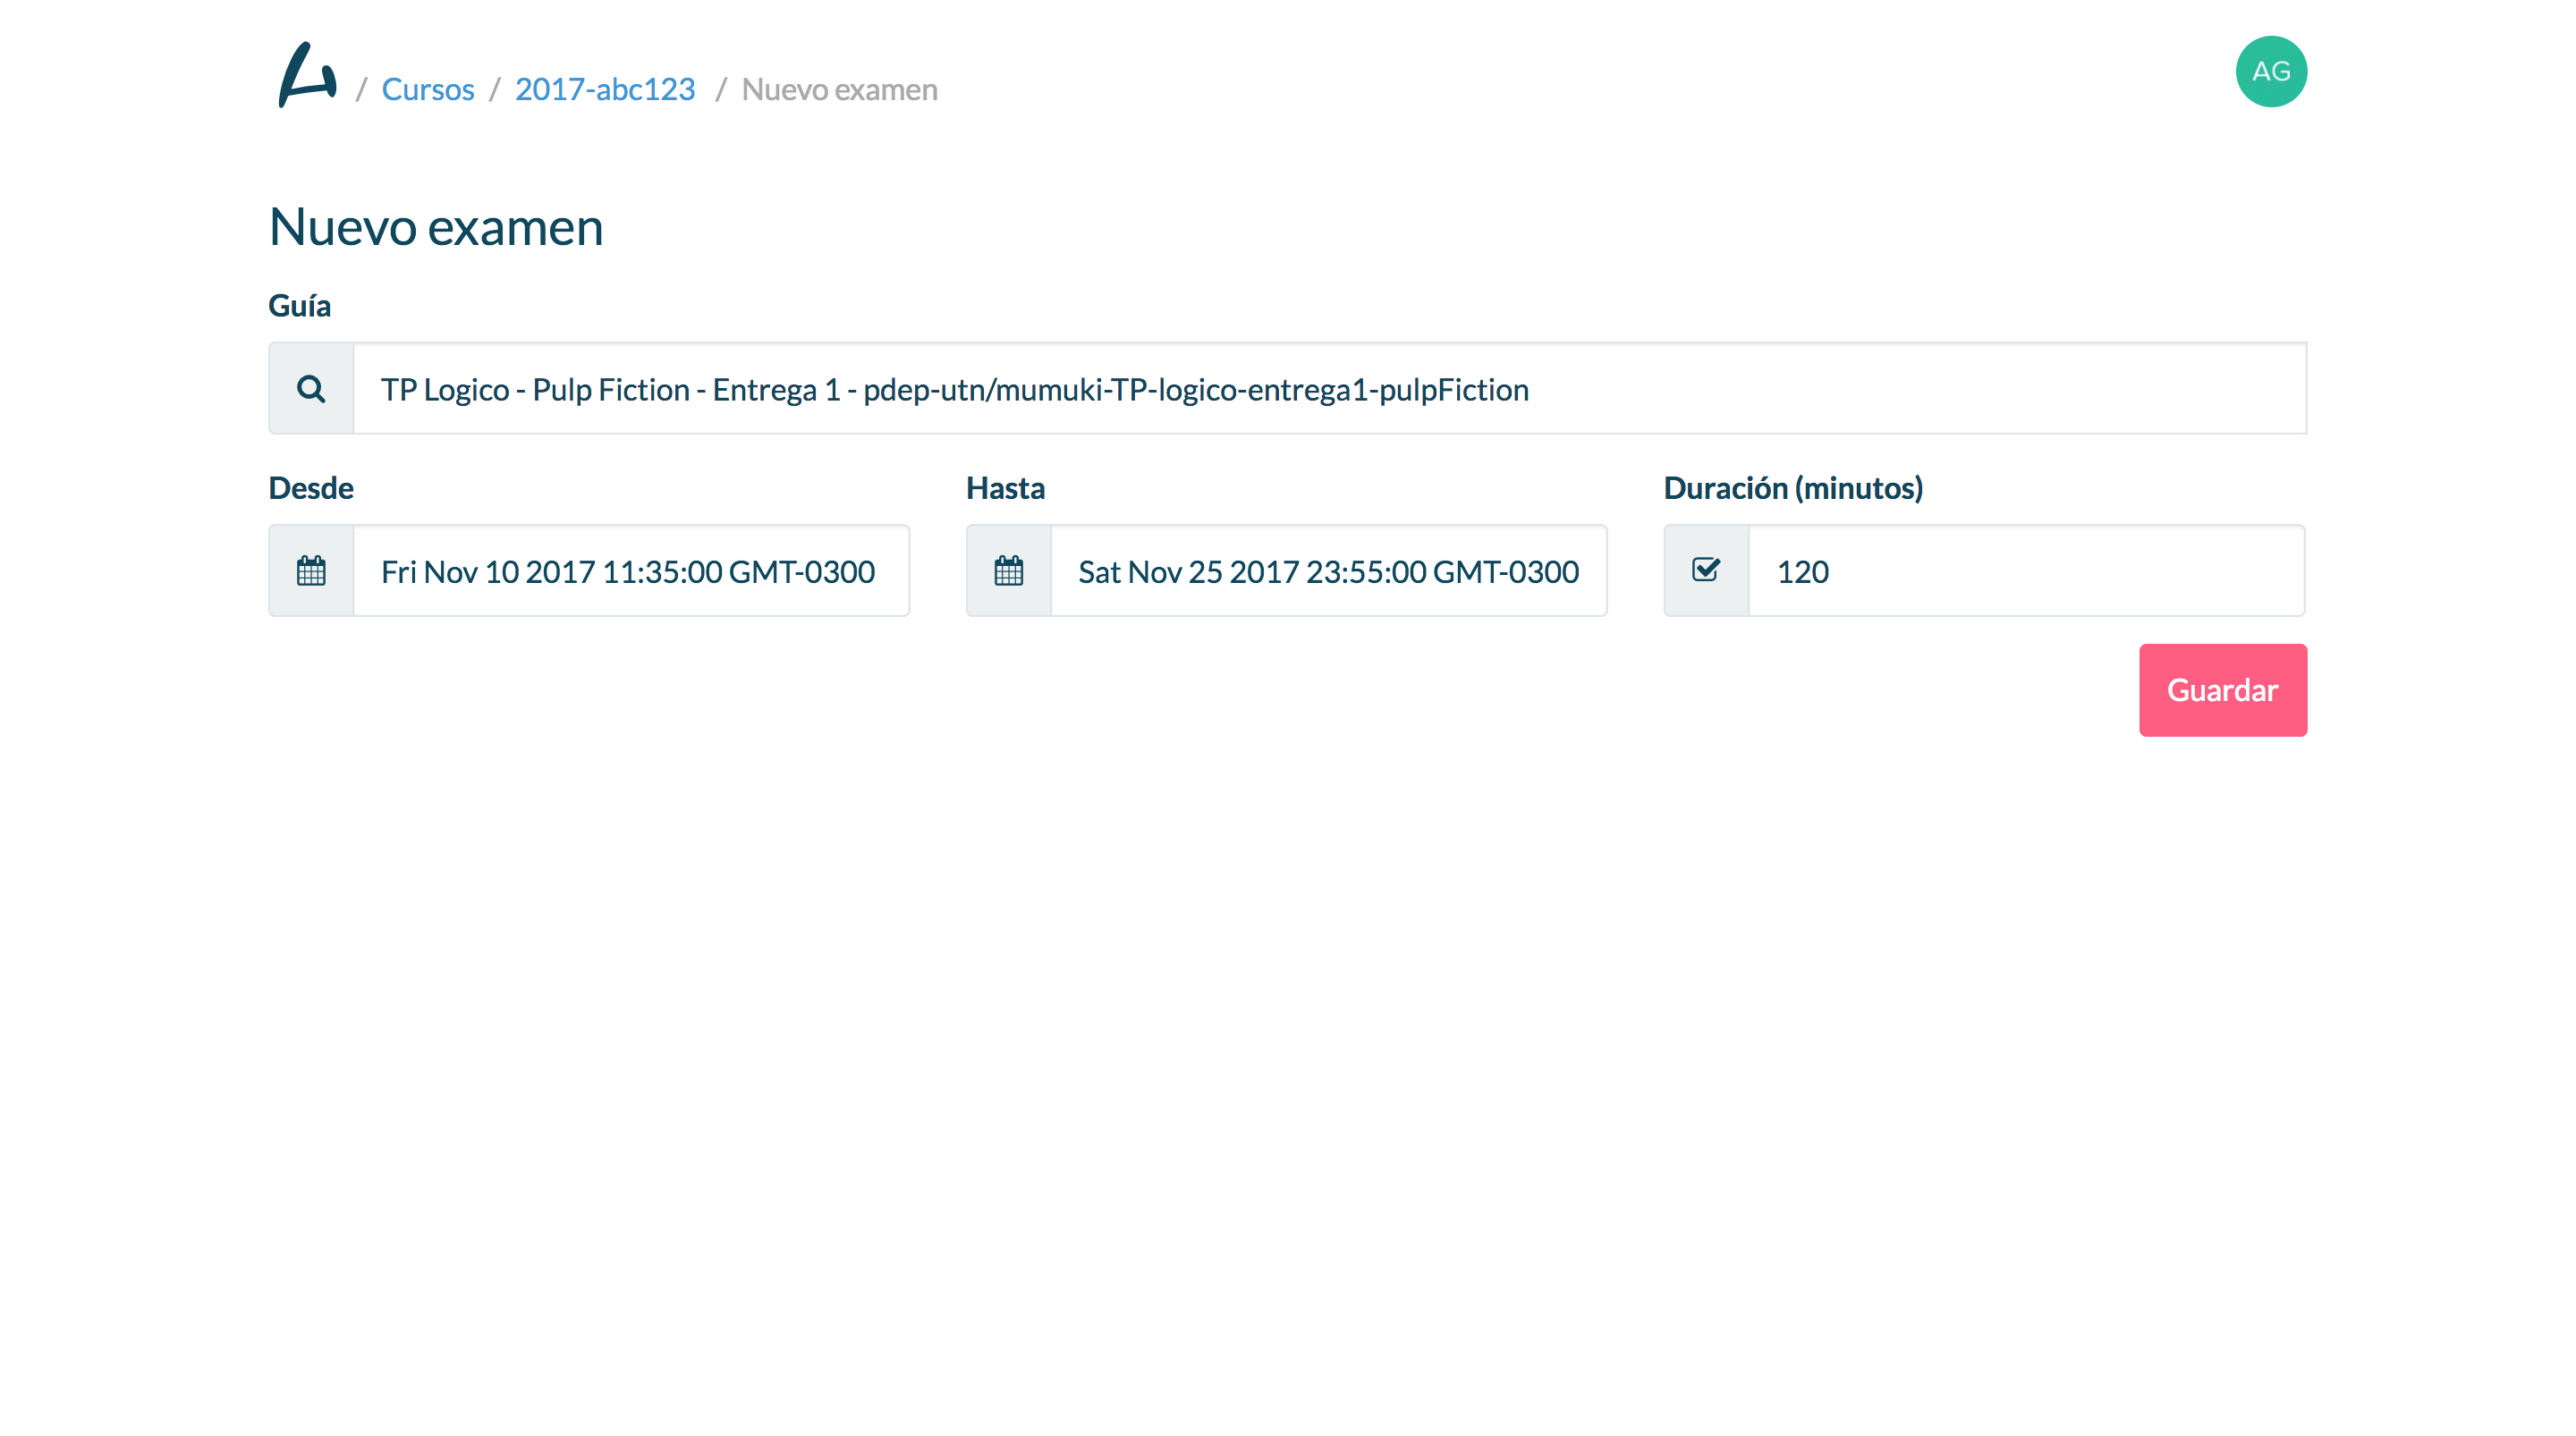 / Cursos / 2017-abc123 / Nuevo examen
AG
Nuevo examen
Guía
TP Logico - Pulp Fiction - Entrega 1 - pdep-utn/mumuki-TP-logico-entrega1-pulpFiction
Desde Hasta Duración (minutos)
Fri Nov 10 2017 11:35:00 GMT-0300 Sat Nov 25 2017 23:55:00 GMT-0300 120
Guardar